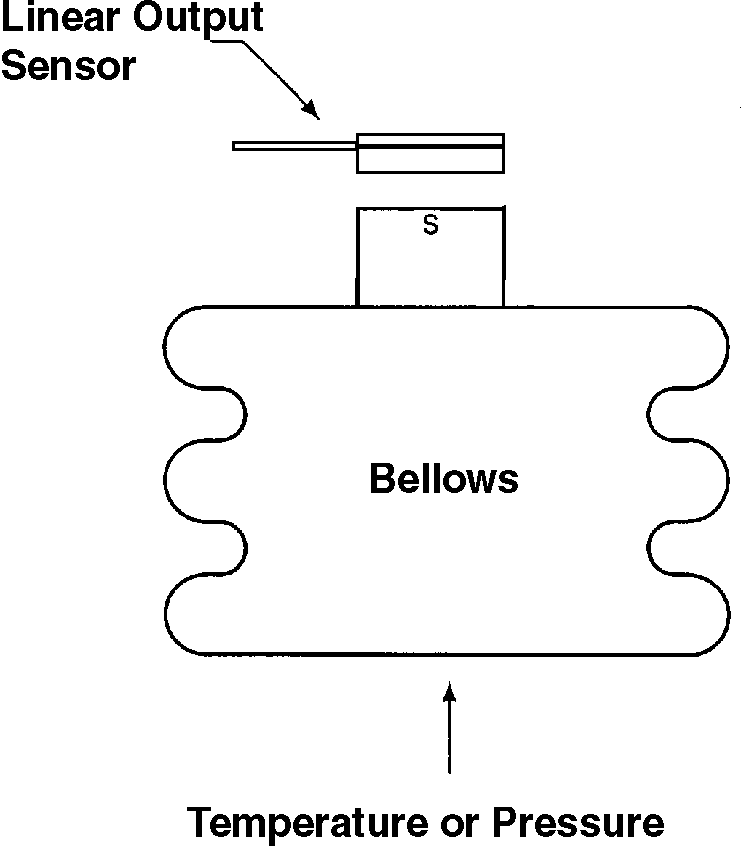 Linear Output
Sensor
S
Bellows
Temperature or Pressure